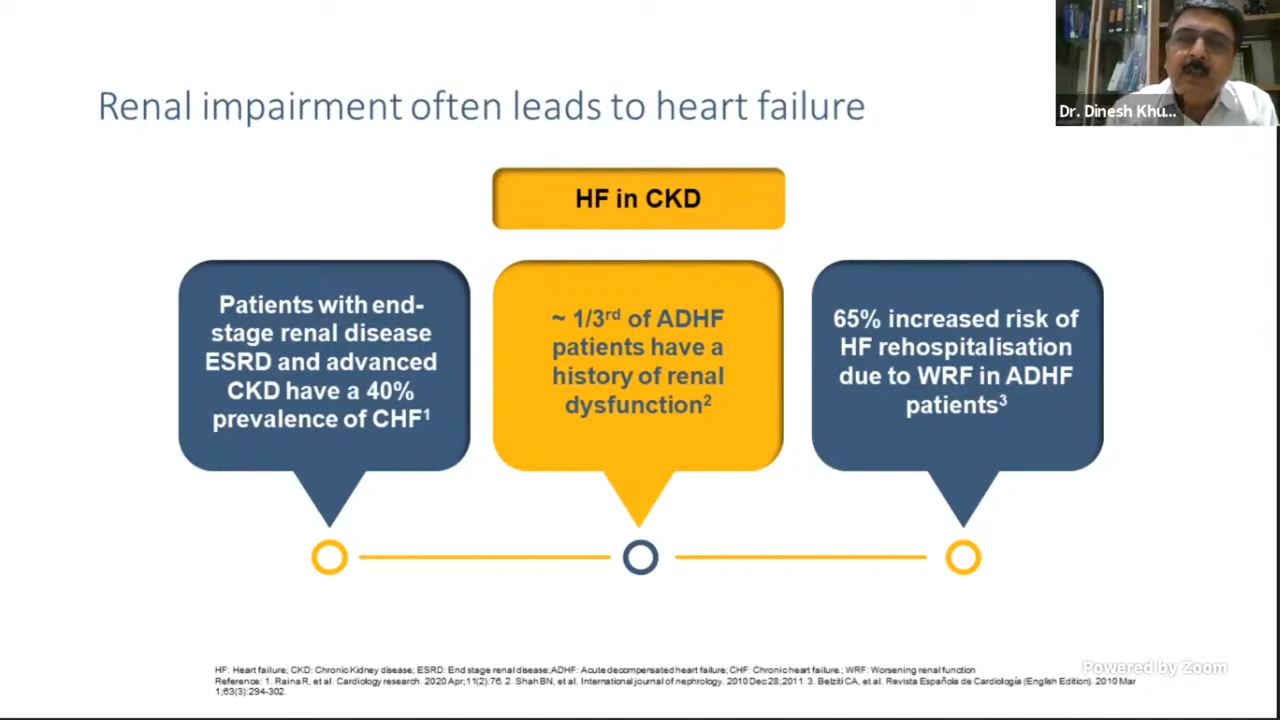 Dr. Dinesh Khu...
Renal impairment often leads to heart failure
HF in CKD
Patients with end-
stage renal disease
ESRD and advanced
CKD have a 40%
prevalence of CHF1
~ 1/3rd of ADHF
patients have a
history of renal
dysfunction2
65% increased risk of
HF rehospitalisation
due to WRF in ADHF
patients3
HF: Heart failure; CKD: Chronic Kidney disease; ESRD: End stage renal disease; ADHF: Acute decompensated heart failure; CHF: Chronic heart failure.; WRF: Worsening renal function
Reference: 1. Raina R, et al. Cardiology research. 2020 Apr;11(2):76. 2. Shah BN, et al. International journal of nephrology. 2010 Dec 28;2011. 3. Belziti CA, et al. Revista Española de Cardiología (English Edition). 2010 Mar
1;63(3):294-302.
Powered by Zoom